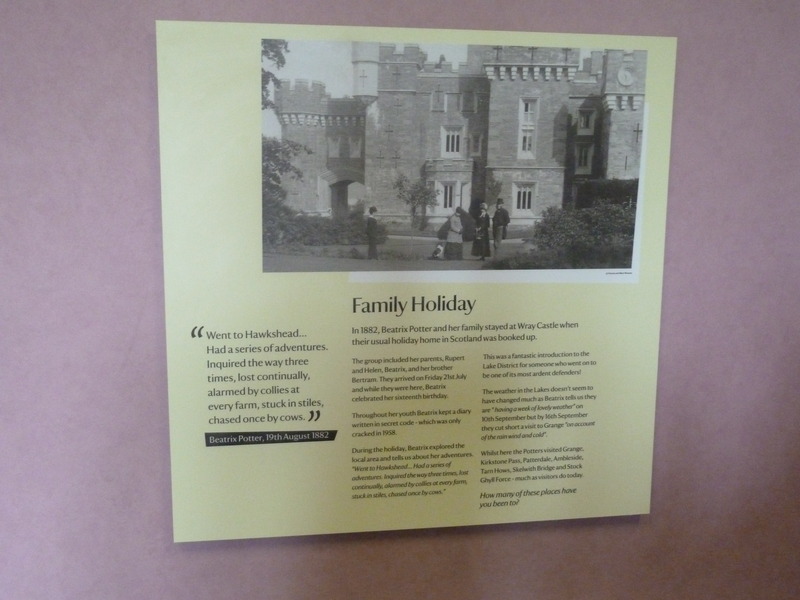 Family Holiday
In 1882, Beatrix Potter and her family stayed at Wray Castle when
their usual holiday home in Scotland was booked up.
“Went to Hawkshead...
Had a series of adventures.
Inquired the way three
times, lost continually,
alarmed by collies at
every farm, stuck in stiles,
chased once by cows.”
Beatrix Potter, 19th August 1882
The group included her parents, Rupert
and Helen, Beatrix, and her brother
Bertram. They arrived on Friday 21st July
and while they were here, Beatrix
celebrated her sixteenth birthday.
Throughout her youth Beatrix kept a diary
written in secret code - which was only
cracked in 1958.
During the holiday, Beatrix explored the
local area and tells us about her adventures.
"Went to Hawkshead... Had a series of
adventures. Inquired the way three times, lost
continually, alarmed by collies at every farm,
stuck in stiles, chased once by cows."
This was a fantastic introduction to the
Lake District for someone who went on to
be one of its most ardent defenders!
The weather in the Lakes doesn't seem to
have changed much as Beatrix tells us they
are "having a week of lovely weather" on
10th September but by 16th September
they cut short a visit to Grange "on account
of the rain wind and cold".
Whilst here the Potters visited Grange,
Kirkstone Pass, Patterdale, Ambleside,
Tarn Hows, Skelwith Bridge and Stock
Ghyll Force - much as visitors do today.
How many of these places have
you been to?